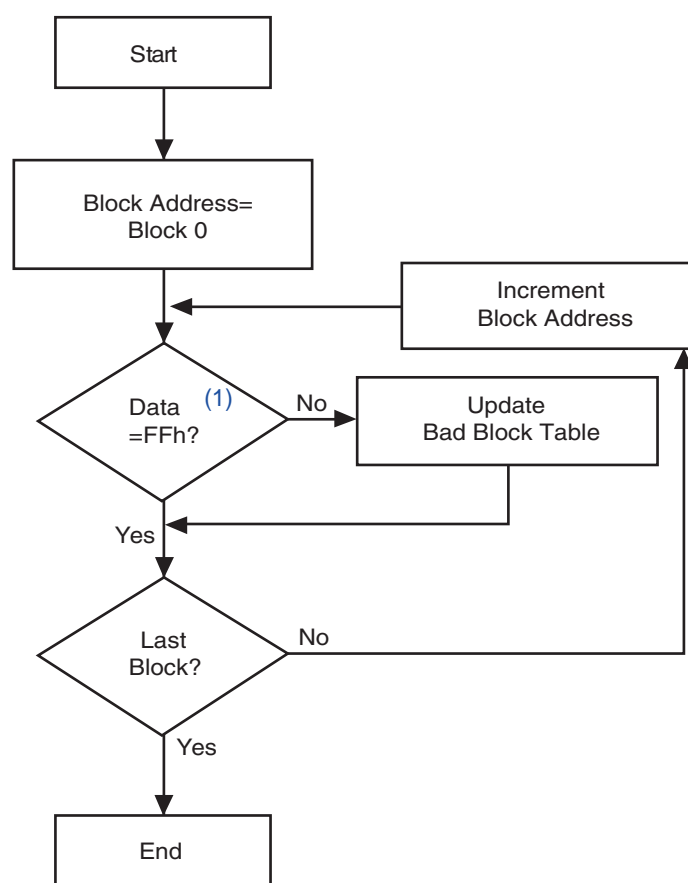 Start
Block Address=
Block 0
Increment
Block Address
Data (1)
=FFh?
No
Update
Bad Block Table
Yes
Last
Block?
No
Yes
End